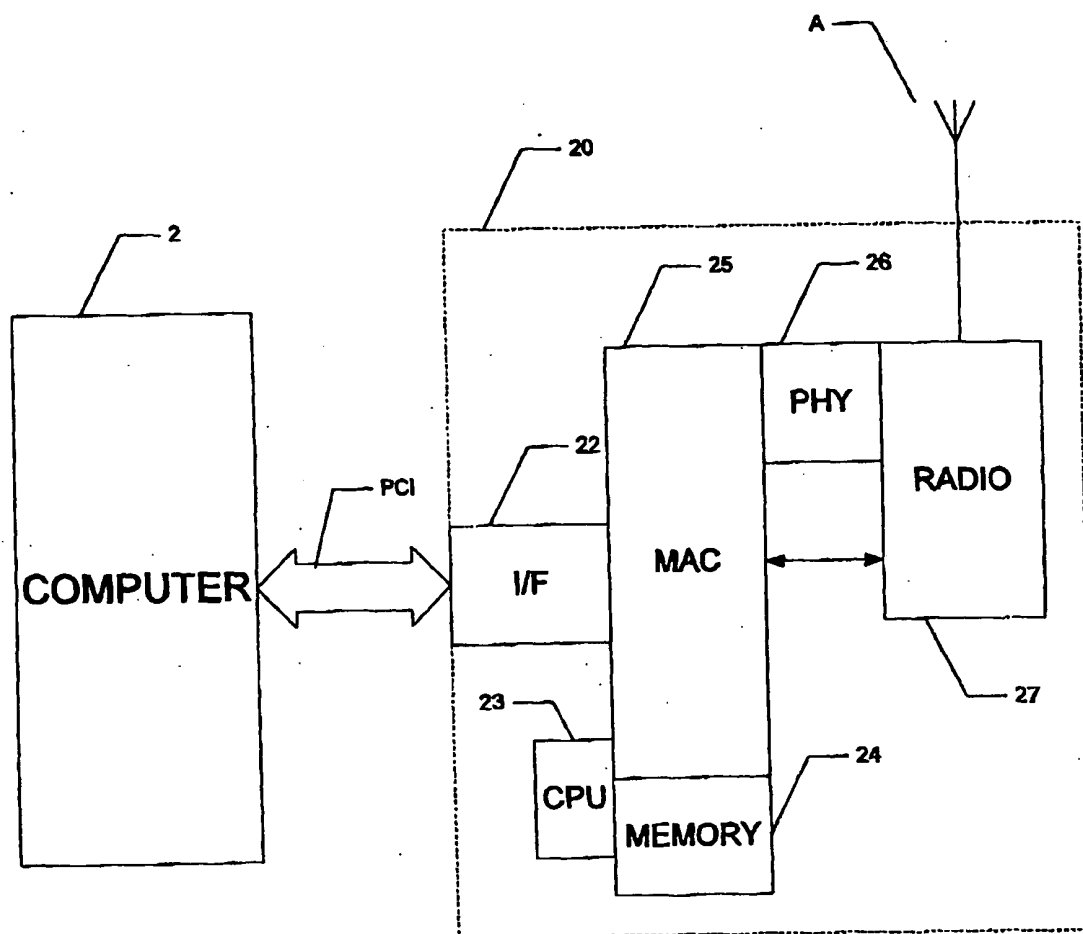 A
20
2
25
26
PHY
RADIO
22
PCI
MAC
COMPUTER
I/F
27
23
24
CPU
MEMORY